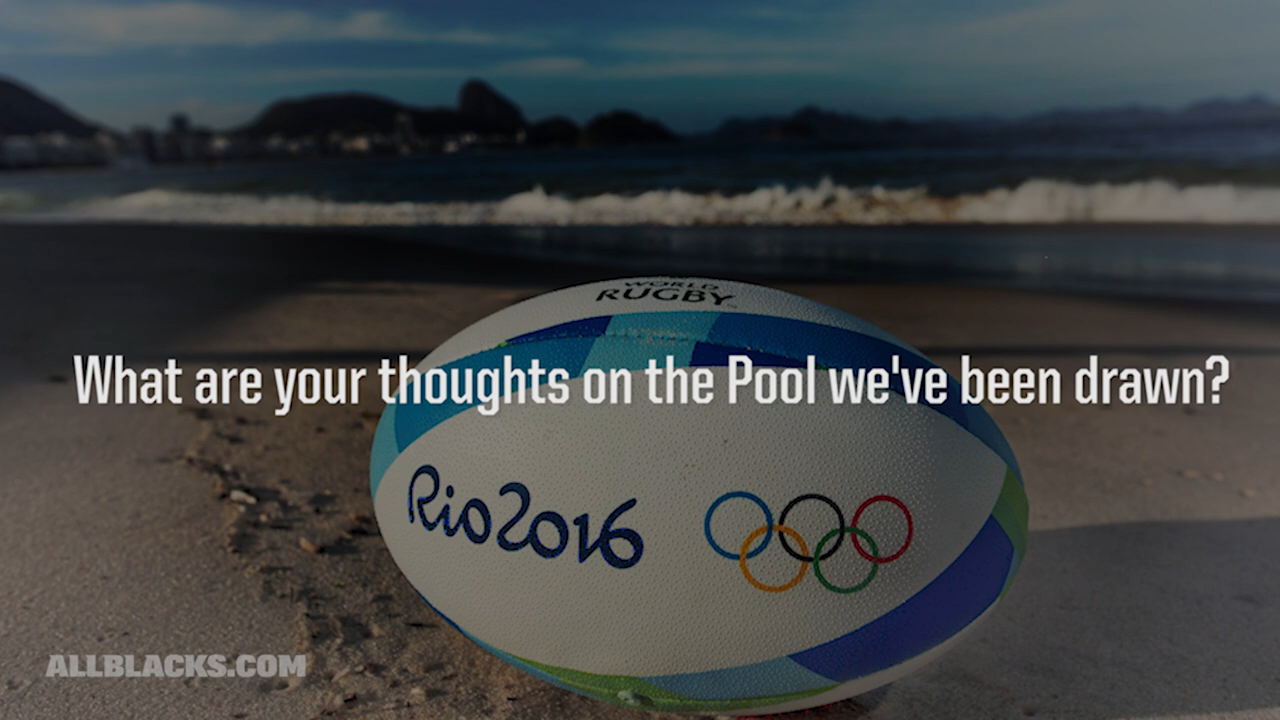 WORLD
RUGBY
What are your thoughts on the Pool we've been drawn?
Rio2016
ALLBLACKS.COM